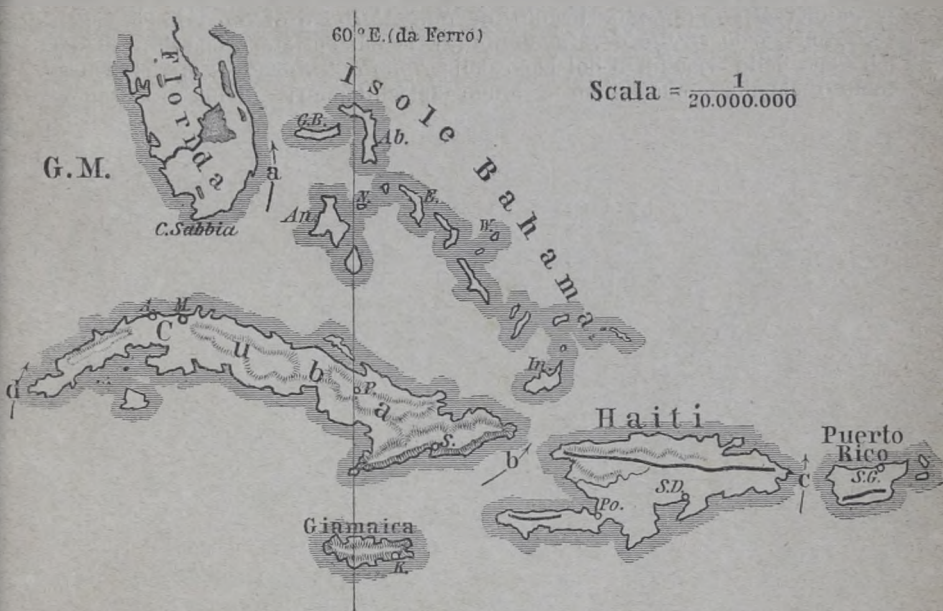 60° E. (da Ferro)
Scala = 1/20.000.000
Isole Bahama
Florida
G.M.
G.B.
Ab.
a
An.
N.
E.
W.
C. Sabbia
A.
M.
Cuba
d
P.
S.
In.
b
Haiti
Puerto
Rico
S.G.
S.D.
c
Po.
Giamaica
K.